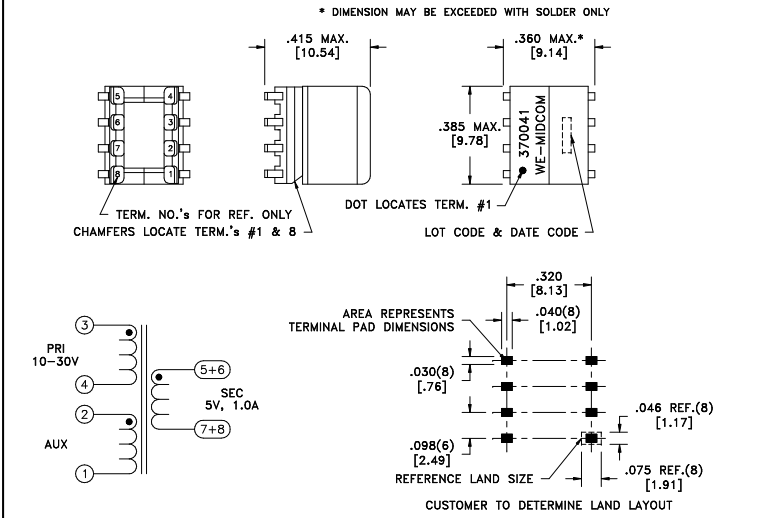 * DIMENSION MAY BE EXCEEDED WITH SOLDER ONLY
.415 MAX.
[10.54]
.360 MAX.*
[9.14]
5
4
6
3
7
2
8
1
.385 MAX.
[9.78]
370041
WE-MIDCOM
TERM. NO.'s FOR REF. ONLY
CHAMFERS LOCATE TERM.'s #1 & 8
DOT LOCATES TERM. #1
LOT CODE & DATE CODE
3
PRI
10-30V
4
2
AUX
1
5+6
SEC
5V, 1.0A
7+8
.320
[8.13]
AREA REPRESENTS
TERMINAL PAD DIMENSIONS
.040(8)
[1.02]
.030(8)
[.76]
.098(6)
[2.49]
.046 REF.(8)
[1.17]
REFERENCE LAND SIZE
.075 REF.(8)
[1.91]
CUSTOMER TO DETERMINE LAND LAYOUT